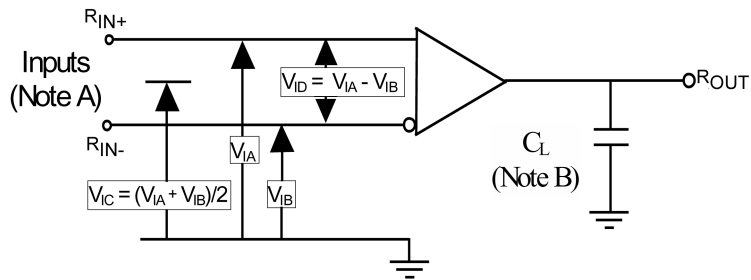 RIN+
Inputs
(Note A)
VID = VIA - VIB
ROUT
RIN-
VIA
CL
(Note B)
VIC = (VIA + VIB)/2
VIB